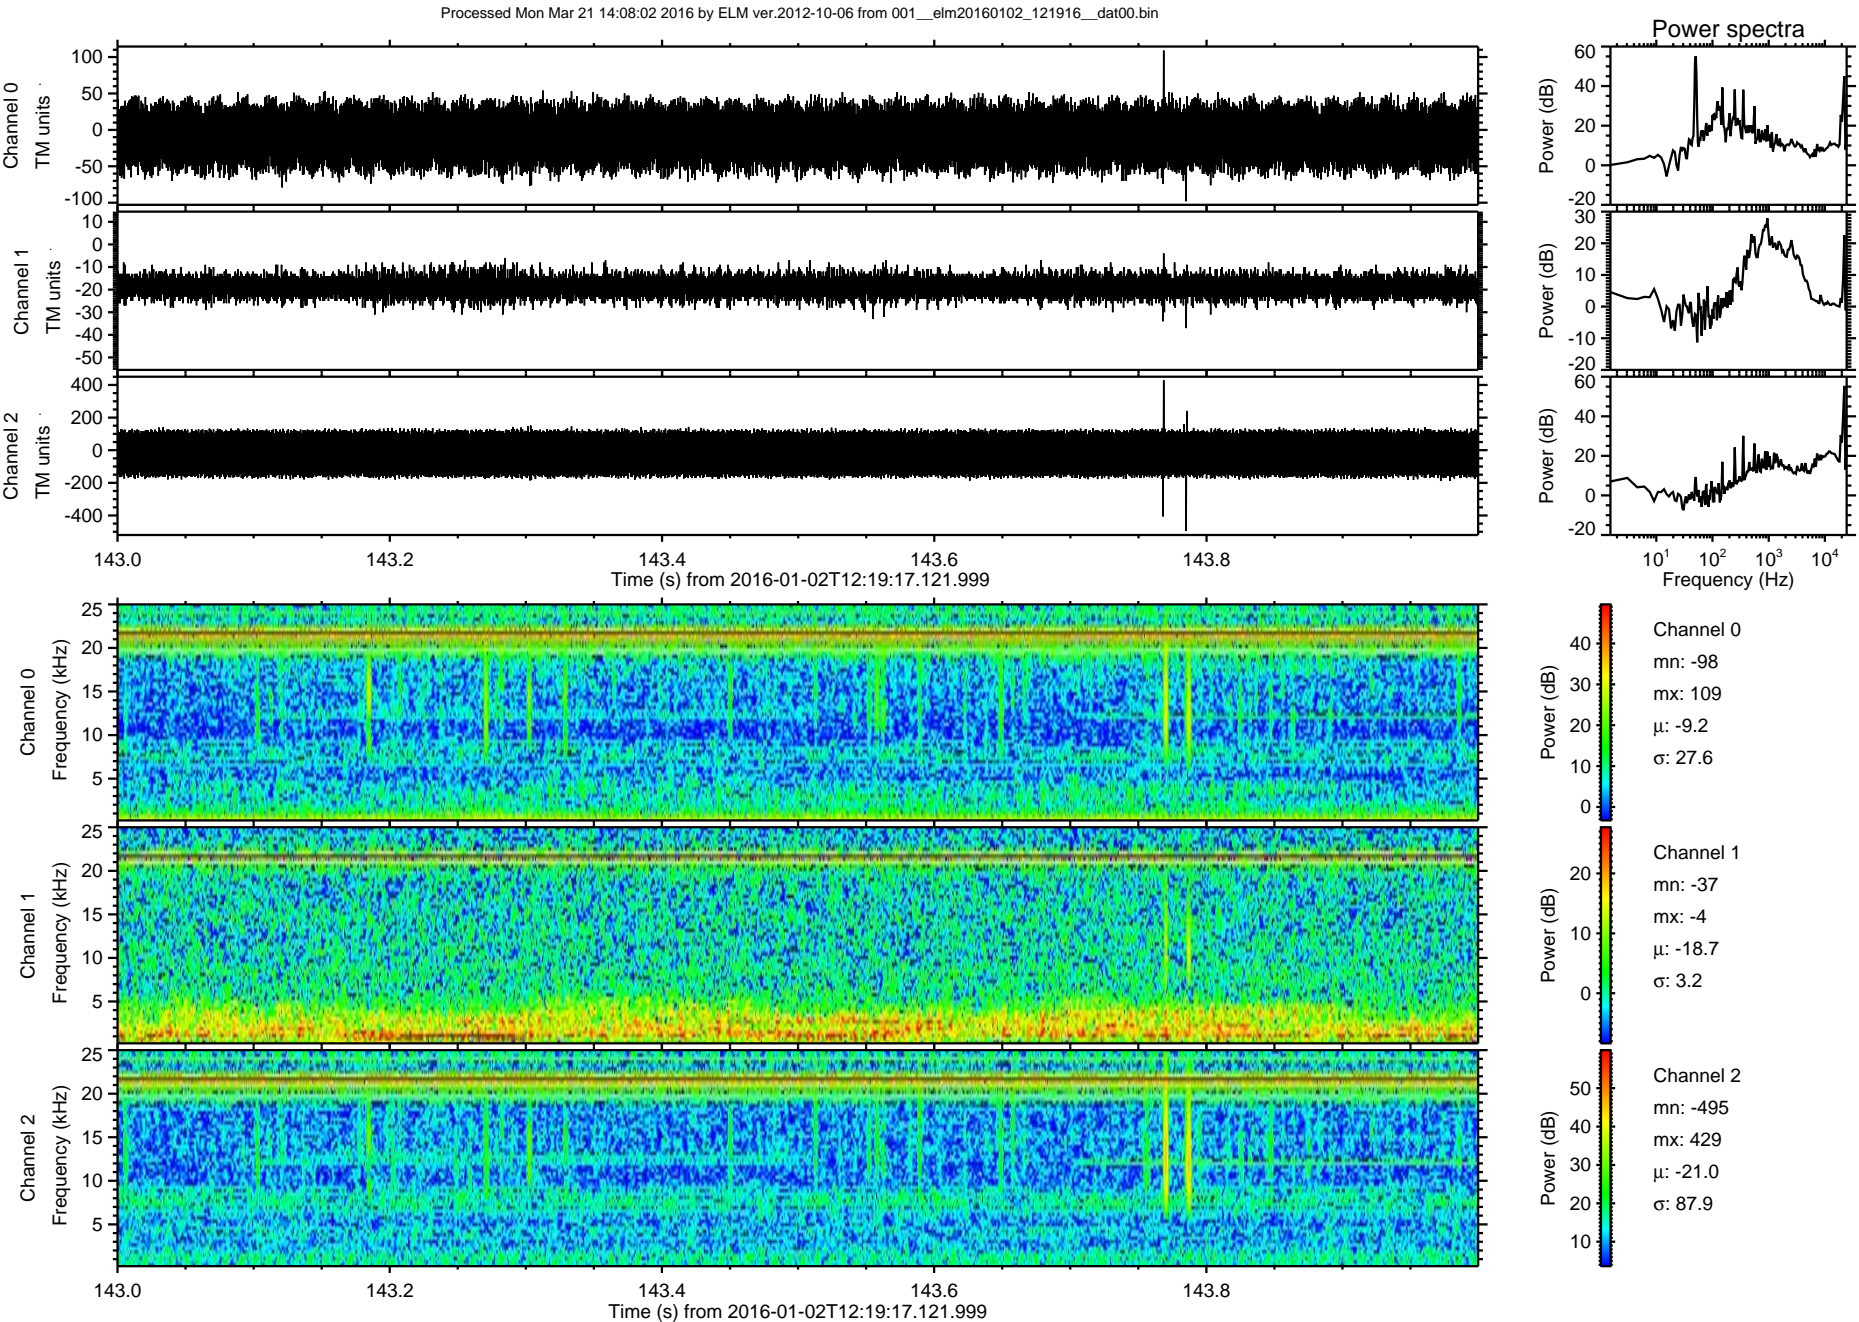 Processed Mon Mar 21 14:08:02 2016 by ELM ver.2012-10-06 from 001__elm20160102_121916__dat00.bin
Power spectra
Channel 0
TM units
100
50
0
-50
-100
Power (dB)
60
40
20
0
-20
Channel 1
TM units
10
0
-10
-20
-30
-40
-50
Power (dB)
30
20
10
0
-10
-20
Channel 2
TM units
400
200
0
-200
-400
Power (dB)
60
40
20
0
-20
143.0 143.2 143.4 143.6 143.8
Time (s) from 2016-01-02T12:19:17.121.999
10^1 10^2 10^3 10^4
Frequency (Hz)
Channel 0
Frequency (kHz)
25
20
15
10
5
Power (dB)
40
30
20
10
0
Channel 0
mn: -98
mx: 109
μ: -9.2
σ: 27.6
Channel 1
Frequency (kHz)
25
20
15
10
5
Power (dB)
20
10
0
Channel 1
mn: -37
mx: -4
μ: -18.7
σ: 3.2
Channel 2
Frequency (kHz)
25
20
15
10
5
Power (dB)
50
40
30
20
10
Channel 2
mn: -495
mx: 429
μ: -21.0
σ: 87.9
143.0 143.2 143.4 143.6 143.8
Time (s) from 2016-01-02T12:19:17.121.999